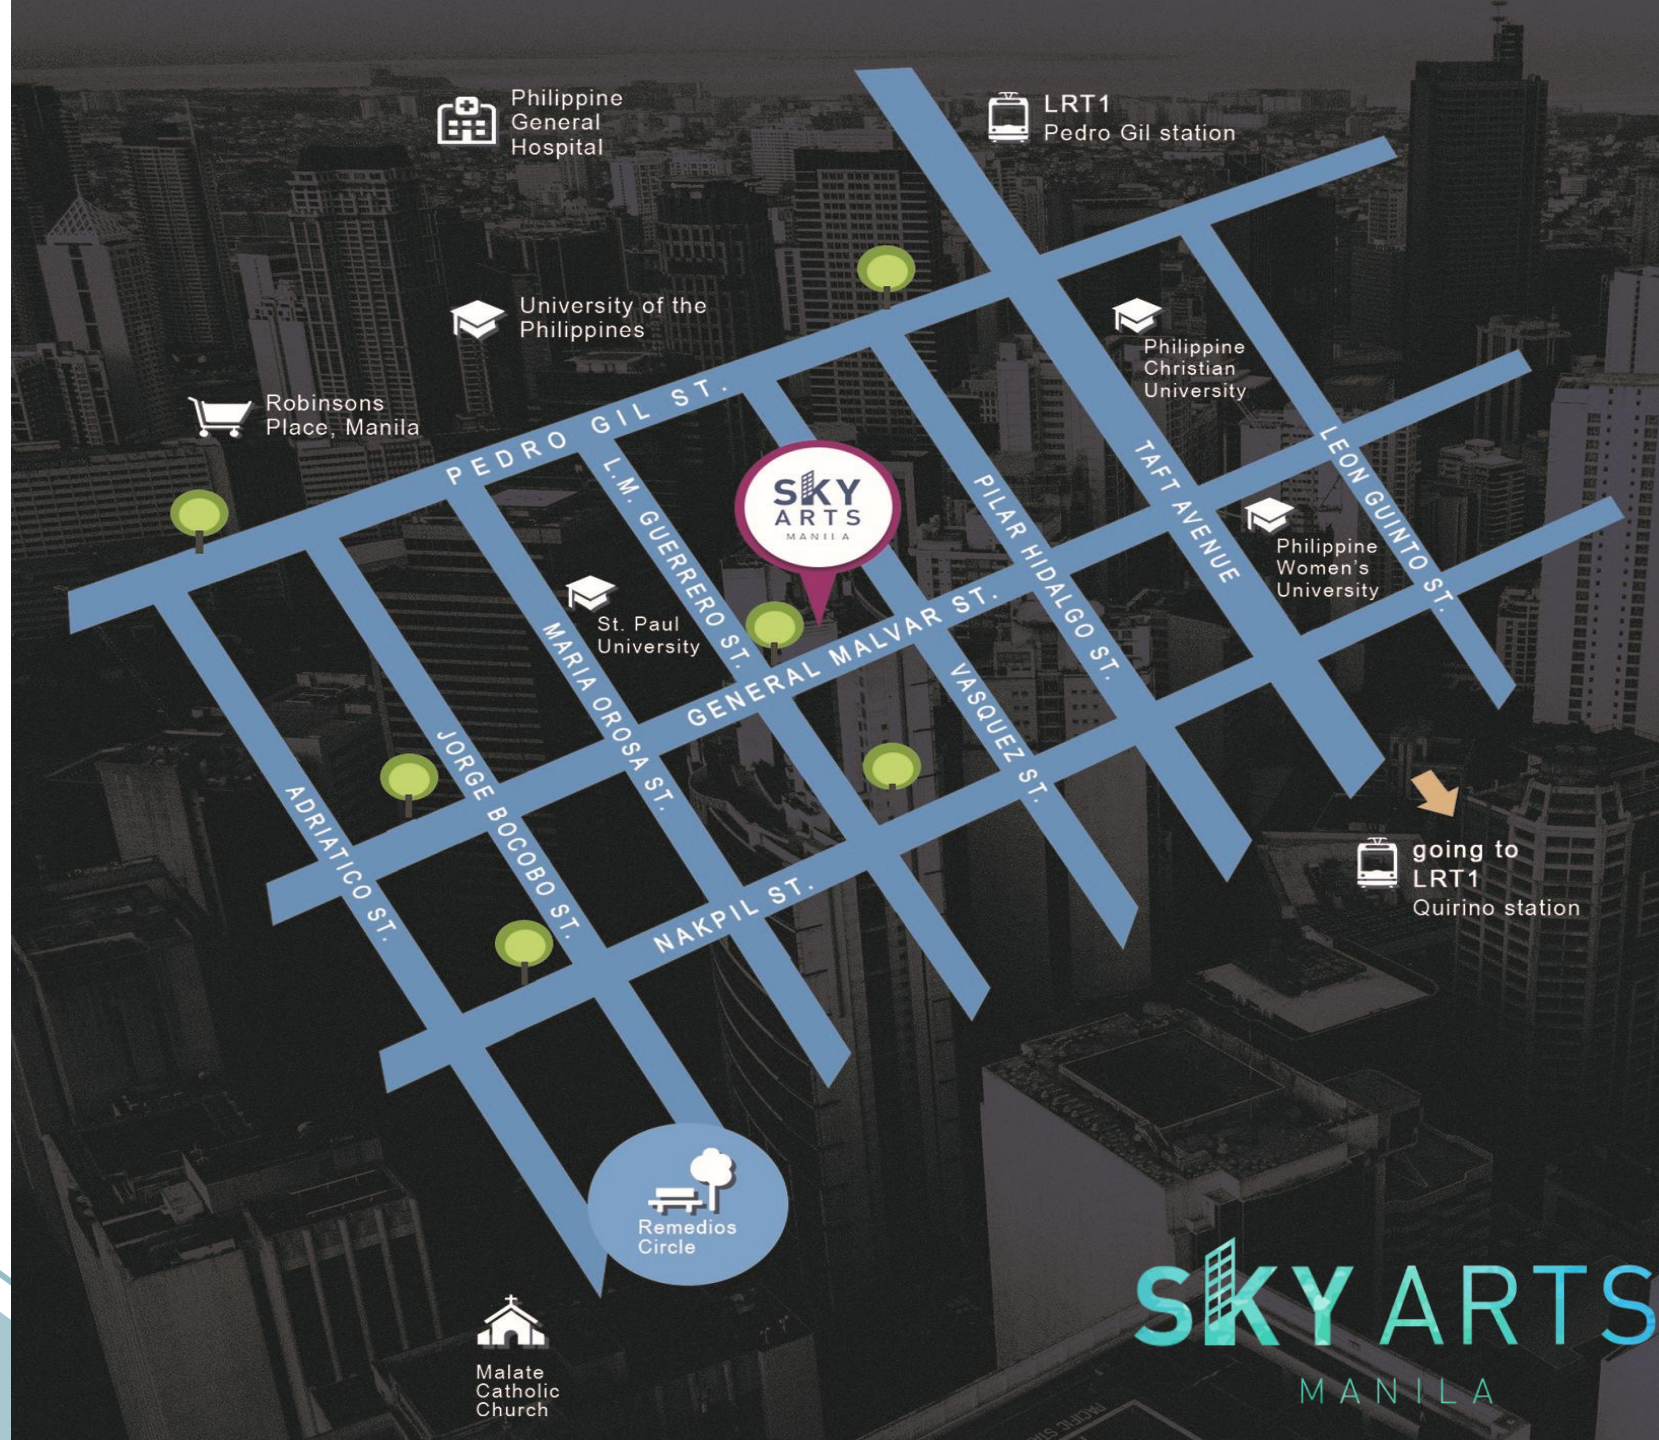 Philippine
General
Hospital
LRT1
Pedro Gil station
University of the
Philippines
Philippine
Christian
University
Robinsons
Place, Manila
PEDRO GIL ST.
L.M. GUERRERO ST.
SKY
ARTS
MANILA
PILAR HIDALGO ST.
TAFT AVENUE
LEON GUINTO ST.
Philippine
Women's
University
St. Paul
University
MARIA OROSA ST.
GENERAL MALVAR ST.
VASQUEZ ST.
JORGE BOCOBO ST.
ADRIATICO ST.
NAKPIL ST.
going to
LRT1
Quirino station
Remedios
Circle
Malate
Catholic
Church
SKY ARTS
MANILA